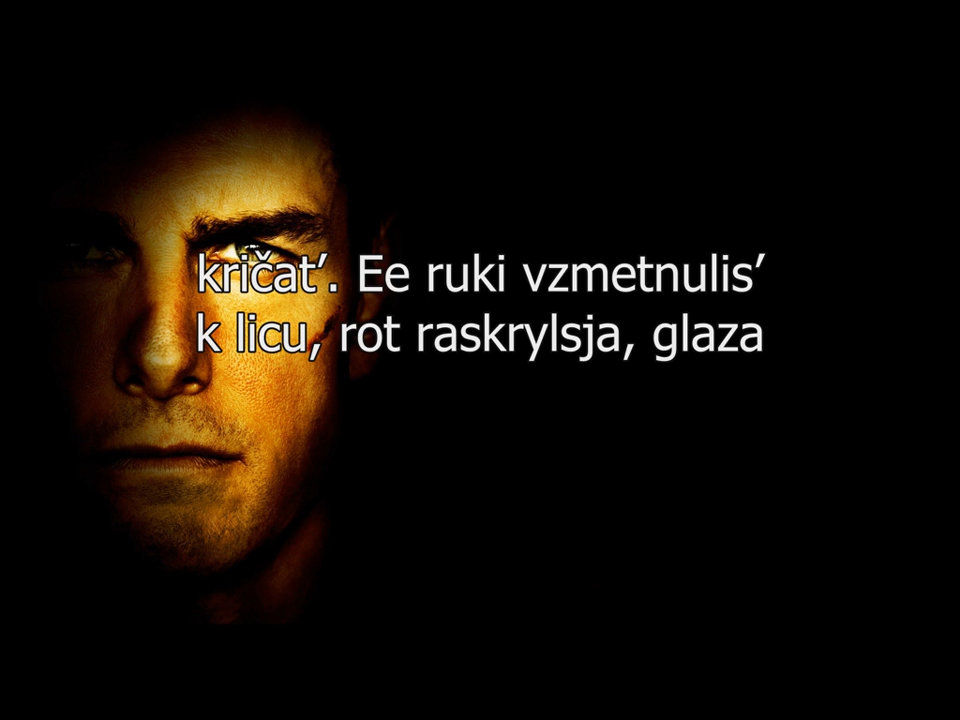 kričat’. Ee ruki vzmetnulis’
k licu, rot raskrylsja, glaza